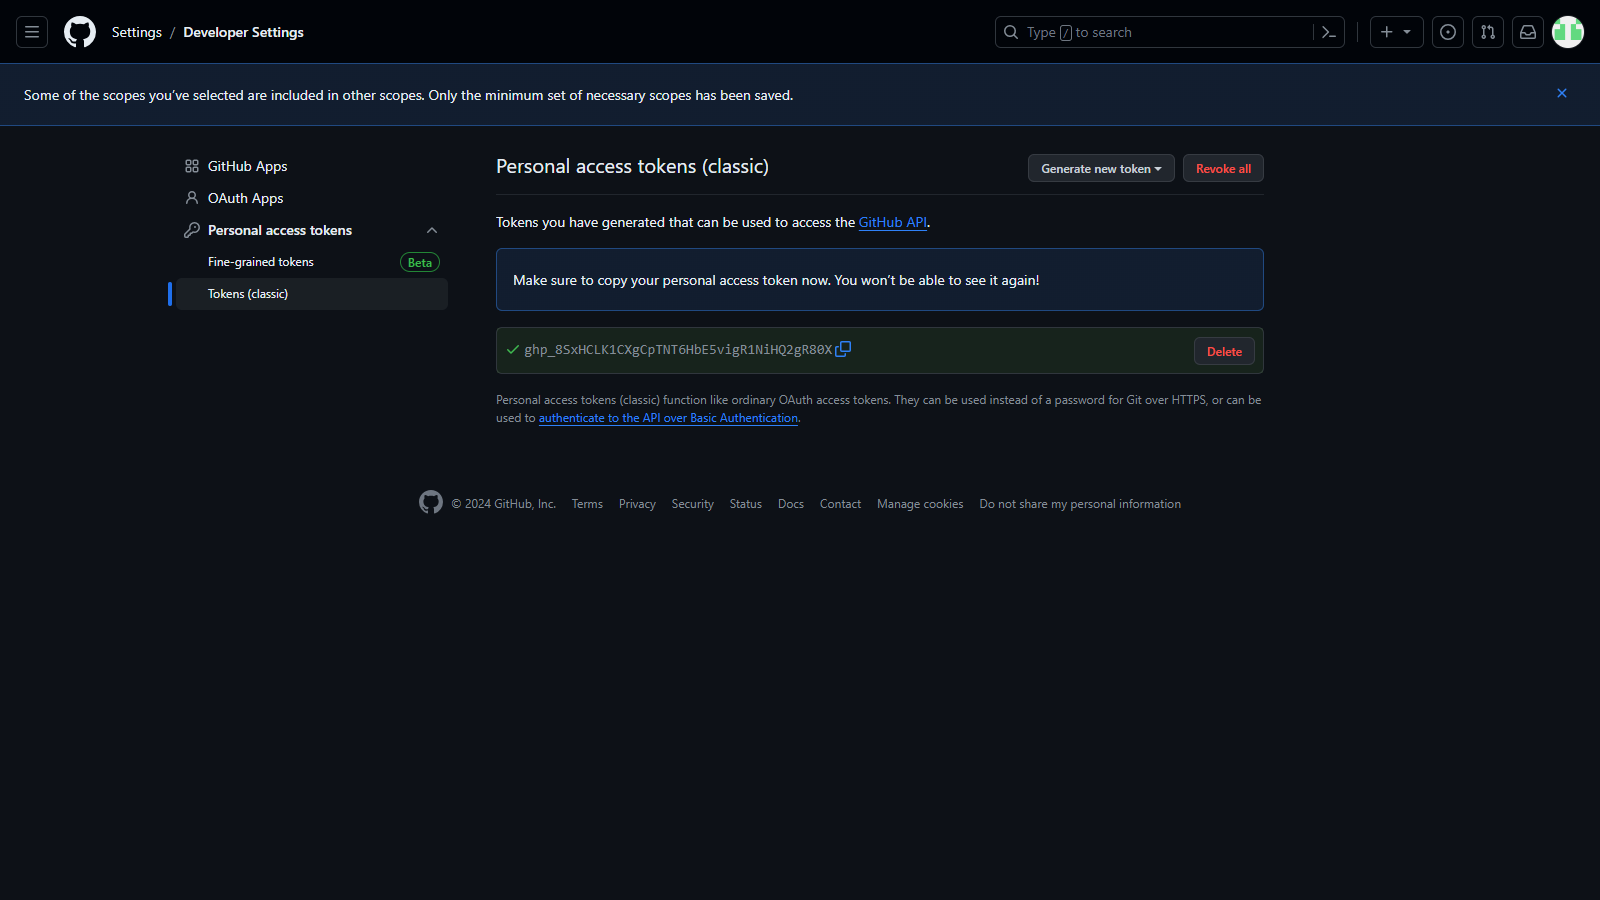 Settings / Developer Settings
Type / to search
Some of the scopes you've selected are included in other scopes. Only the minimum set of necessary scopes has been saved.
GitHub Apps
OAuth Apps
Personal access tokens
Fine-grained tokens
Beta
Tokens (classic)
Personal access tokens (classic)
Generate new token
Revoke all
Tokens you have generated that can be used to access the GitHub API.
Make sure to copy your personal access token now. You won't be able to see it again!
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
Delete
Personal access tokens (classic) function like ordinary OAuth access tokens. They can be used instead of a password for Git over HTTPS, or can be
used to authenticate to the API over Basic Authentication.
© 2024 GitHub, Inc. Terms Privacy Security Status Docs Contact Manage cookies Do not share my personal information